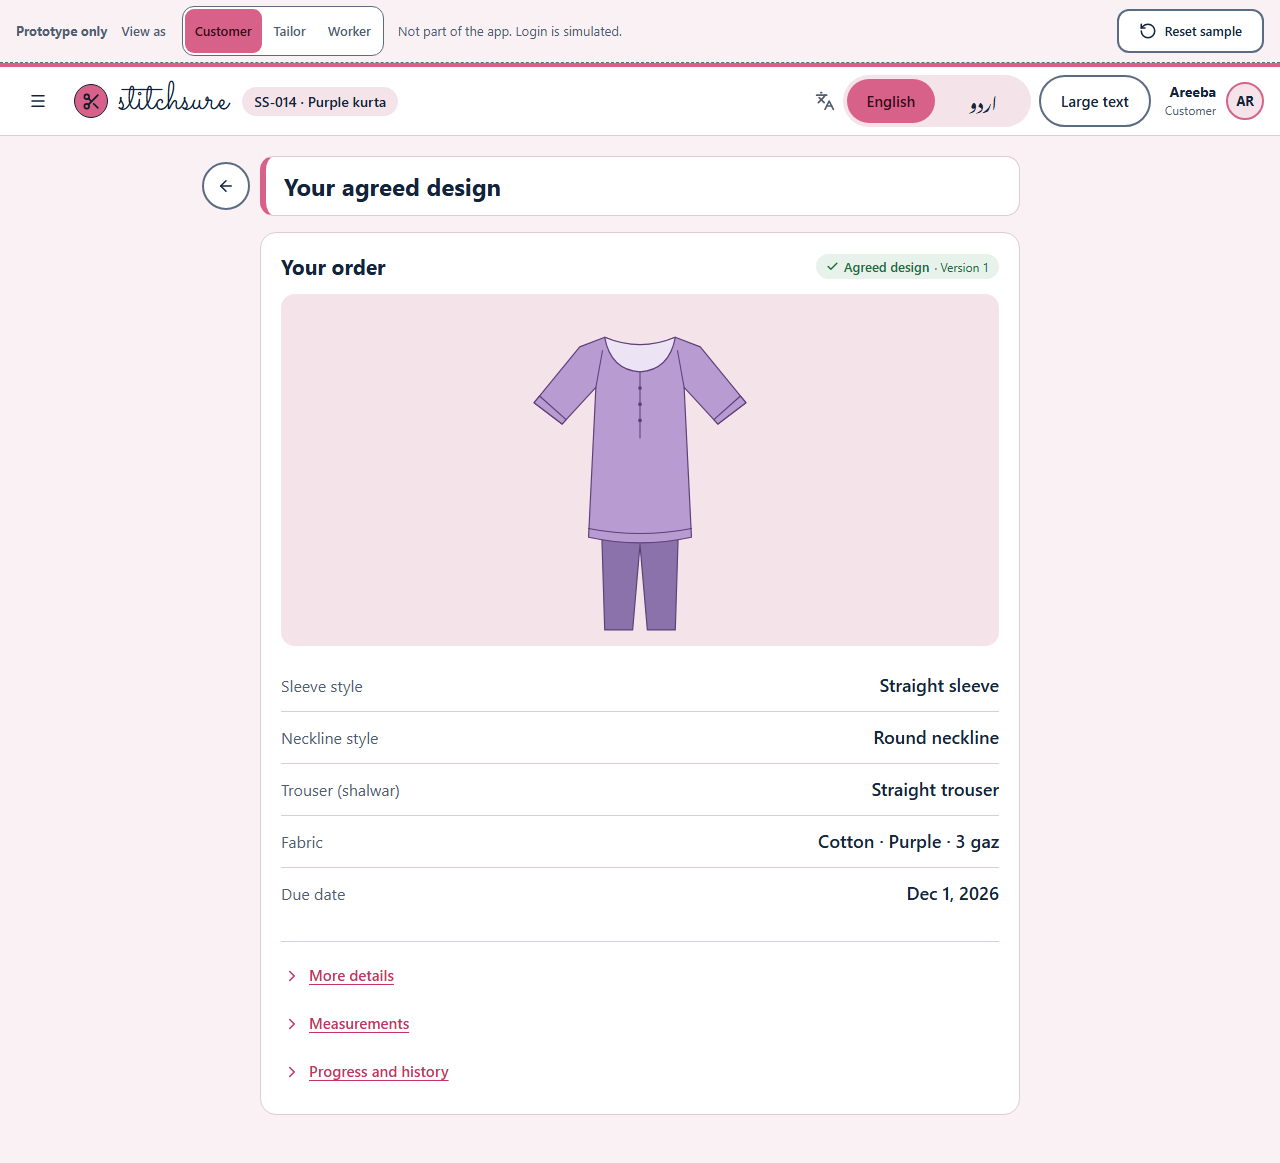 Prototype only View as Customer Tailor Worker Not part of the app. Login is simulated. Reset sample
stitchsure SS-014 · Purple kurta English اردو Large text Areeba
Customer AR
Your agreed design
Your order Agreed design · Version 1
Sleeve style Straight sleeve
Neckline style Round neckline
Trouser (shalwar) Straight trouser
Fabric Cotton · Purple · 3 gaz
Due date Dec 1, 2026
More details
Measurements
Progress and history